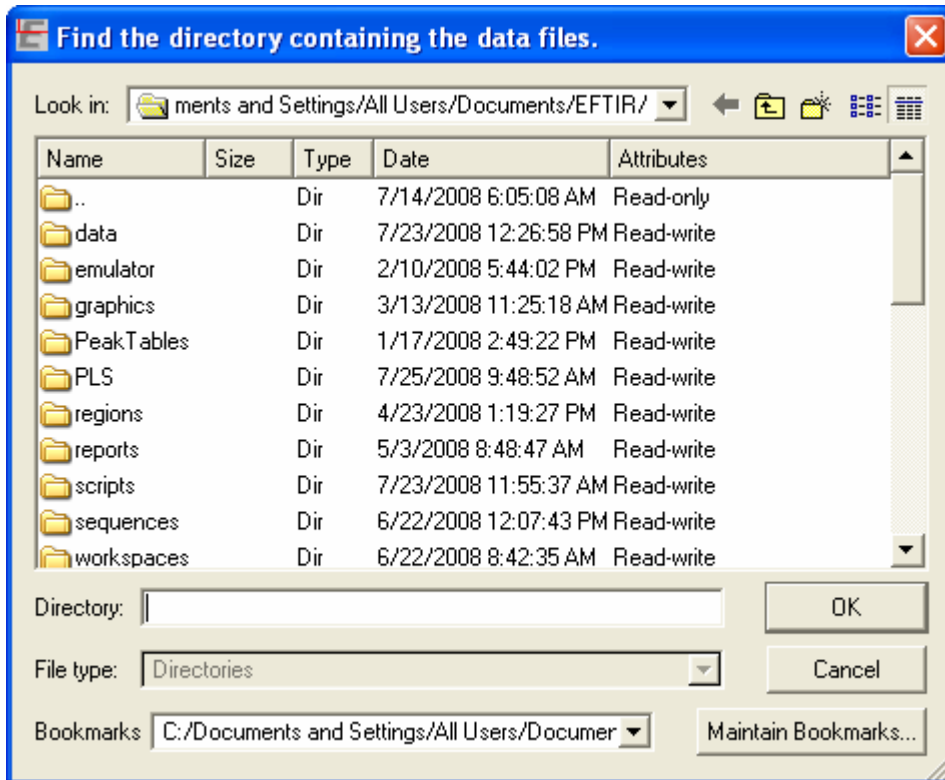 Find the directory containing the data files.
Look in: ments and Settings/All Users/Documents/EFTIR/
Name Size Type Date Attributes
.. Dir 7/14/2008 6:05:08 AM Read-only
data Dir 7/23/2008 12:26:58 PM Read-write
emulator Dir 2/10/2008 5:44:02 PM Read-write
graphics Dir 3/13/2008 11:25:18 AM Read-write
PeakTables Dir 1/17/2008 2:49:22 PM Read-write
PLS Dir 7/25/2008 9:48:52 AM Read-write
regions Dir 4/23/2008 1:19:27 PM Read-write
reports Dir 5/3/2008 8:48:47 AM Read-write
scripts Dir 7/23/2008 11:55:37 AM Read-write
sequences Dir 6/22/2008 12:07:43 PM Read-write
workspaces Dir 6/22/2008 8:42:35 AM Read-write
Directory: OK
File type: Directories Cancel
Bookmarks C:/Documents and Settings/All Users/Documer Maintain Bookmarks...